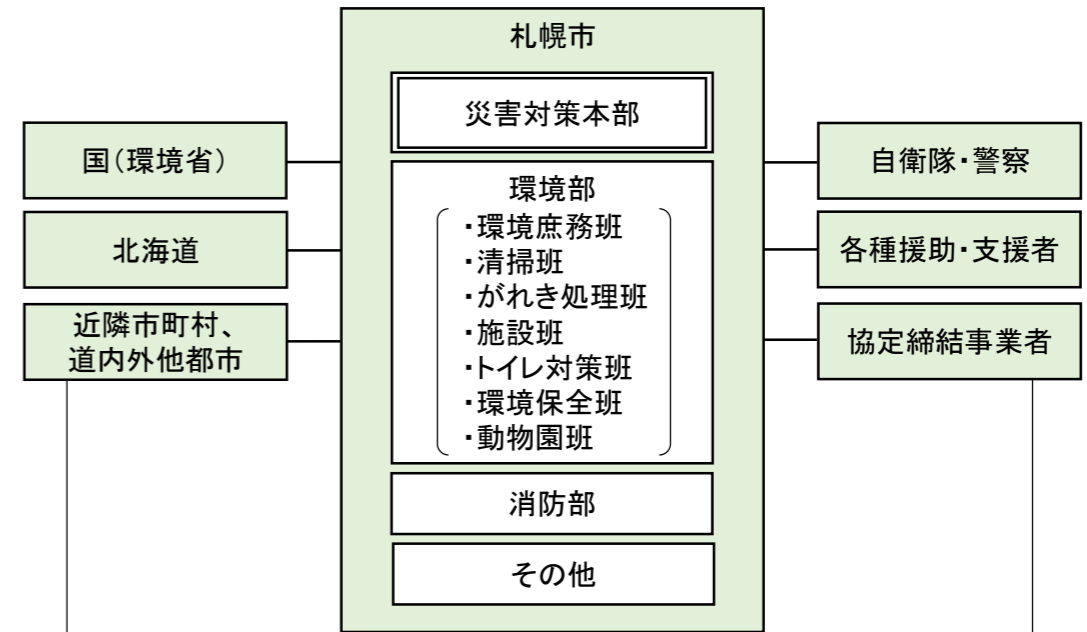 札幌市
災害対策本部
環境部
・環境庶務班
・清掃班
・がれき処理班
・施設班
・トイレ対策班
・環境保全班
・動物園班
消防部
その他
国(環境省)
北海道
近隣市町村、
道内外他都市
自衛隊・警察
各種援助・支援者
協定締結事業者